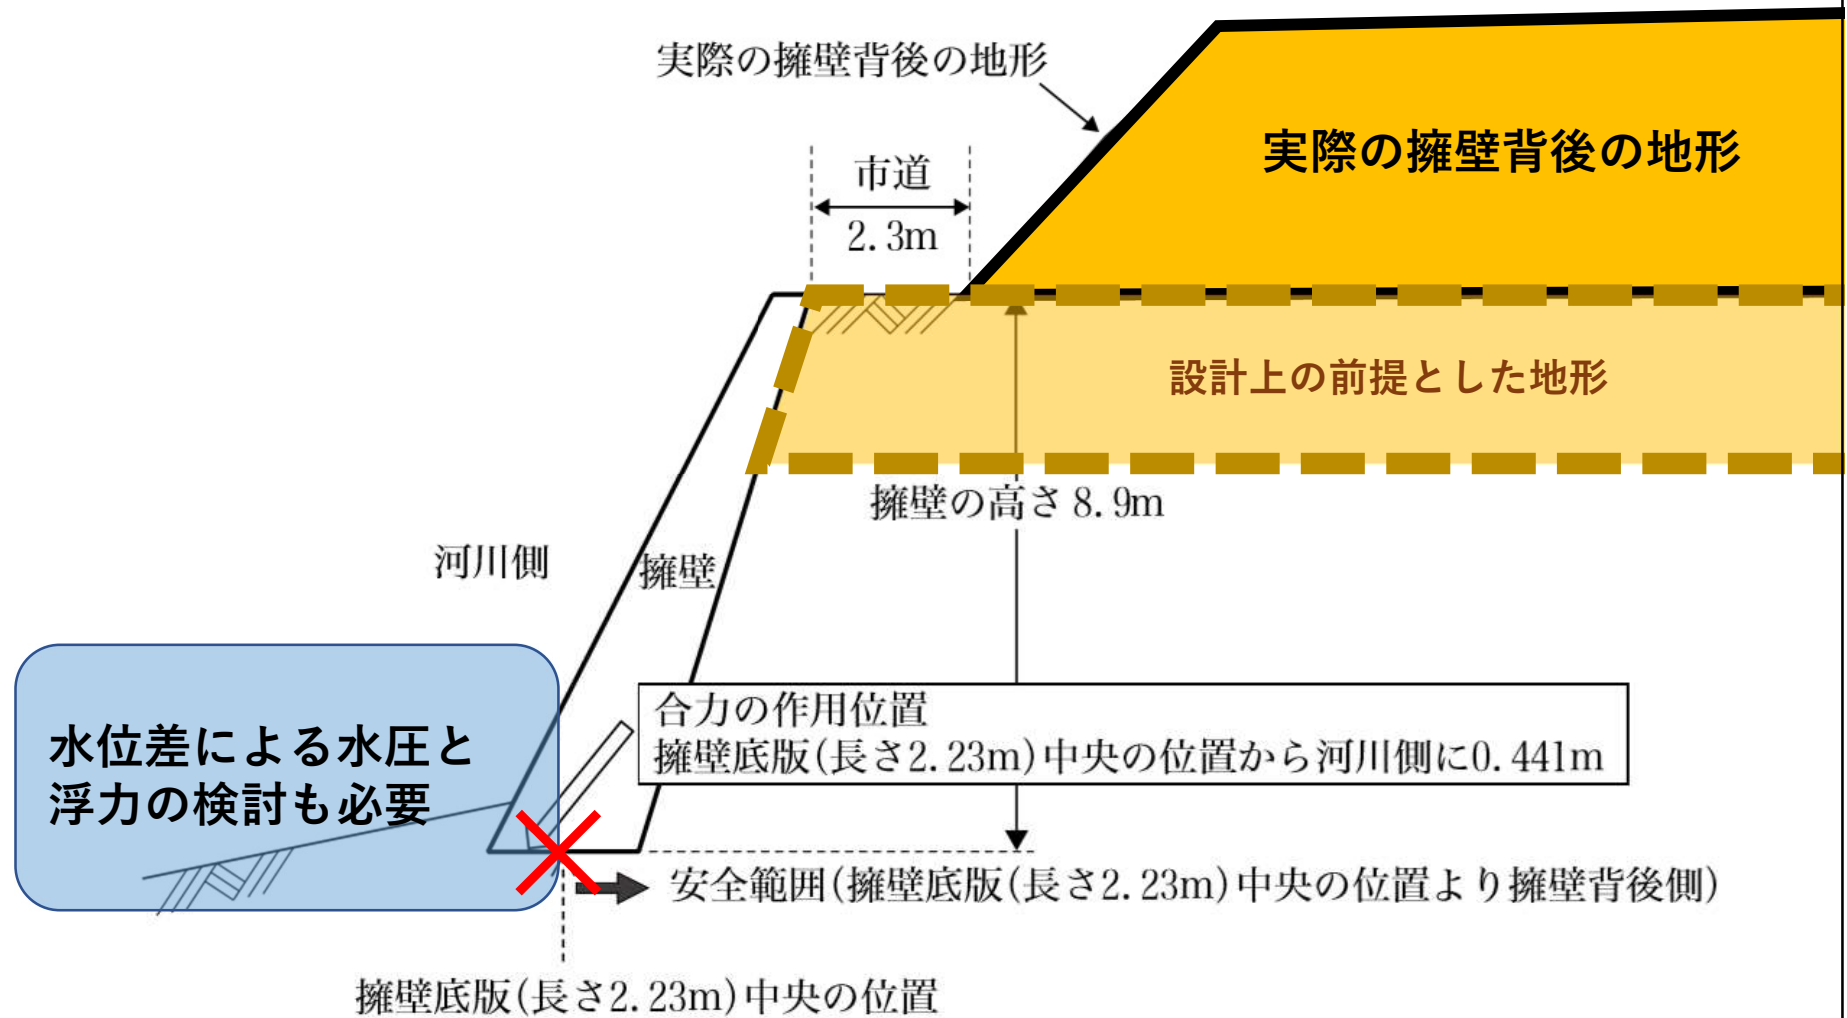 実際の擁壁背後の地形
実際の擁壁背後の地形
市道
2.3m
設計上の前提とした地形
擁壁の高さ 8.9m
河川側
擁壁
合力の作用位置
擁壁底版(長さ2.23m)中央の位置から河川側に0.441m
水位差による水圧と
浮力の検討も必要
安全範囲(擁壁底版(長さ2.23m)中央の位置より擁壁背後側)
擁壁底版(長さ2.23m)中央の位置